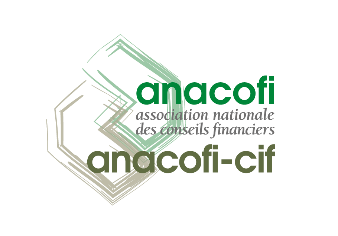 anacofi
association nationale
des conseils financiers
anacofi-cif